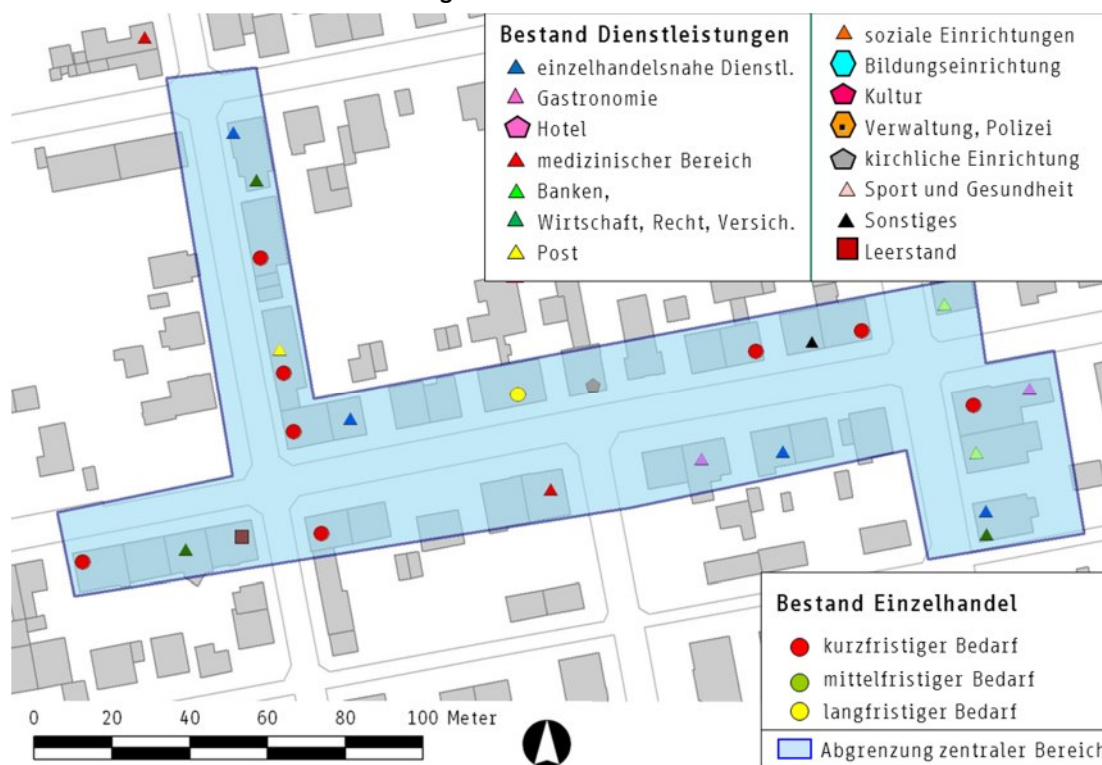 Bestand Dienstleistungen
einzelhandelsnahe Dienstl.
Gastronomie
Hotel
medizinischer Bereich
Banken,
Wirtschaft, Recht, Versich.
Post
soziale Einrichtungen
Bildungseinrichtung
Kultur
Verwaltung, Polizei
kirchliche Einrichtung
Sport und Gesundheit
Sonstiges
Leerstand
Bestand Einzelhandel
kurzfristiger Bedarf
mittelfristiger Bedarf
langfristiger Bedarf
Abgrenzung zentraler Bereich
0 20 40 60 80 100 Meter